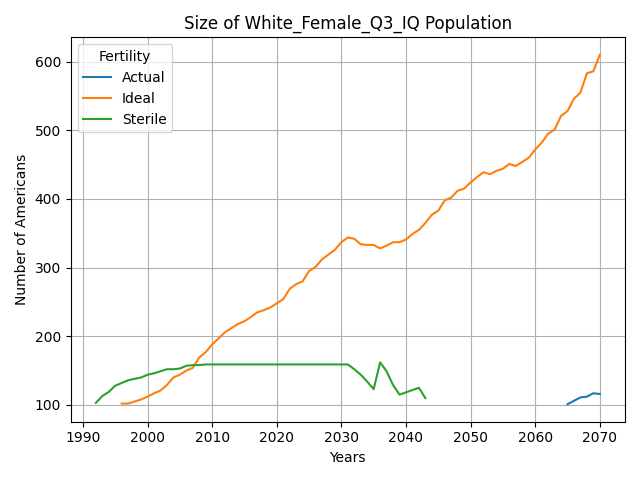 Size of White_Female_Q3_IQ Population
Fertility
Actual
Ideal
Sterile
Number of Americans
600
500
400
300
200
100
1990 2000 2010 2020 2030 2040 2050 2060 2070
Years